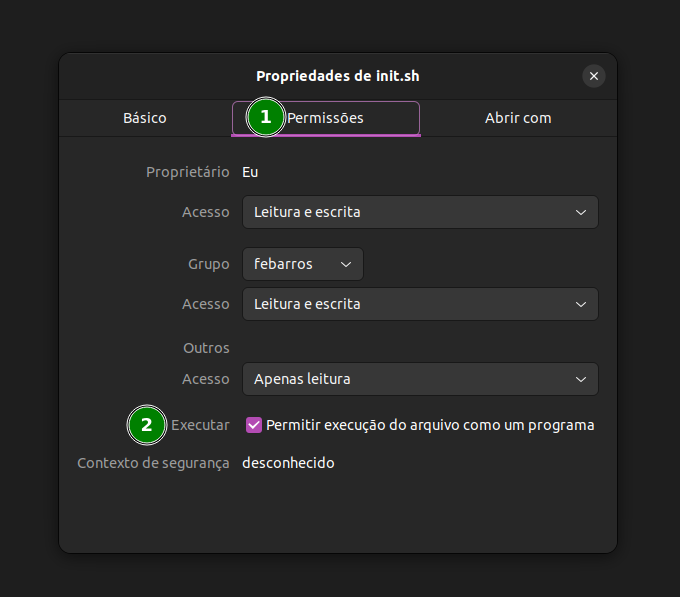 Propriedades de init.sh
Básico 1 Permissões Abrir com
Proprietário Eu
Acesso Leitura e escrita
Grupo febarros
Acesso Leitura e escrita
Outros
Acesso Apenas leitura
2 Executar Permitir execução do arquivo como um programa
Contexto de segurança desconhecido